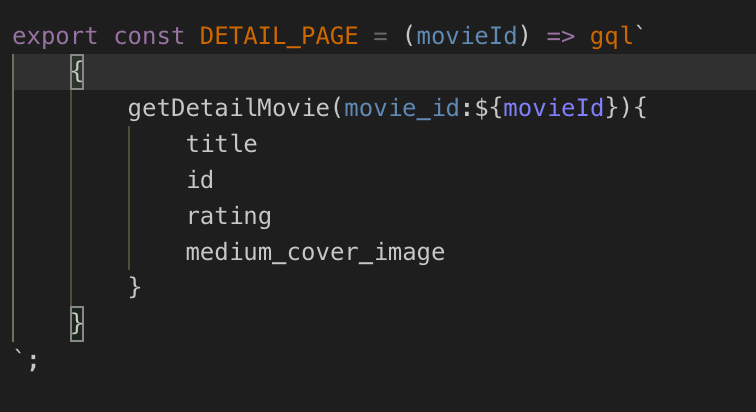 export const DETAIL_PAGE = (movieId) => gql`
    {
        getDetailMovie(movie_id:${movieId}){
            title
            id
            rating
            medium_cover_image
        }
    }
`;